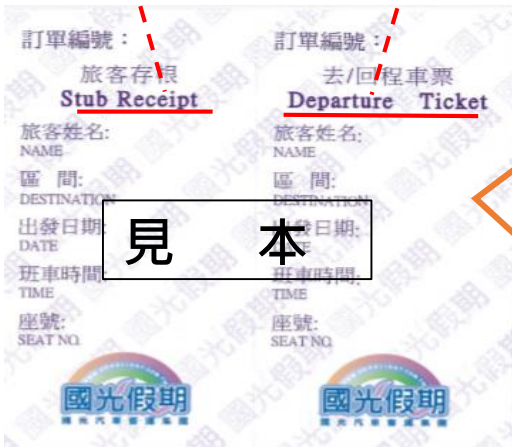 訂單編號：
旅客存根
Stub Receipt
旅客姓名:
NAME
區 間:
DESTINATION
出發日期
DATE
班車時間:
TIME
座號:
SEAT NO.
國光假期
見 本
訂單編號：
去/回程車票
Departure Ticket
旅客姓名:
NAME
區 間:
DESTINATION
發日期:
班車時間:
TIME
座號:
SEAT NO.
國光假期